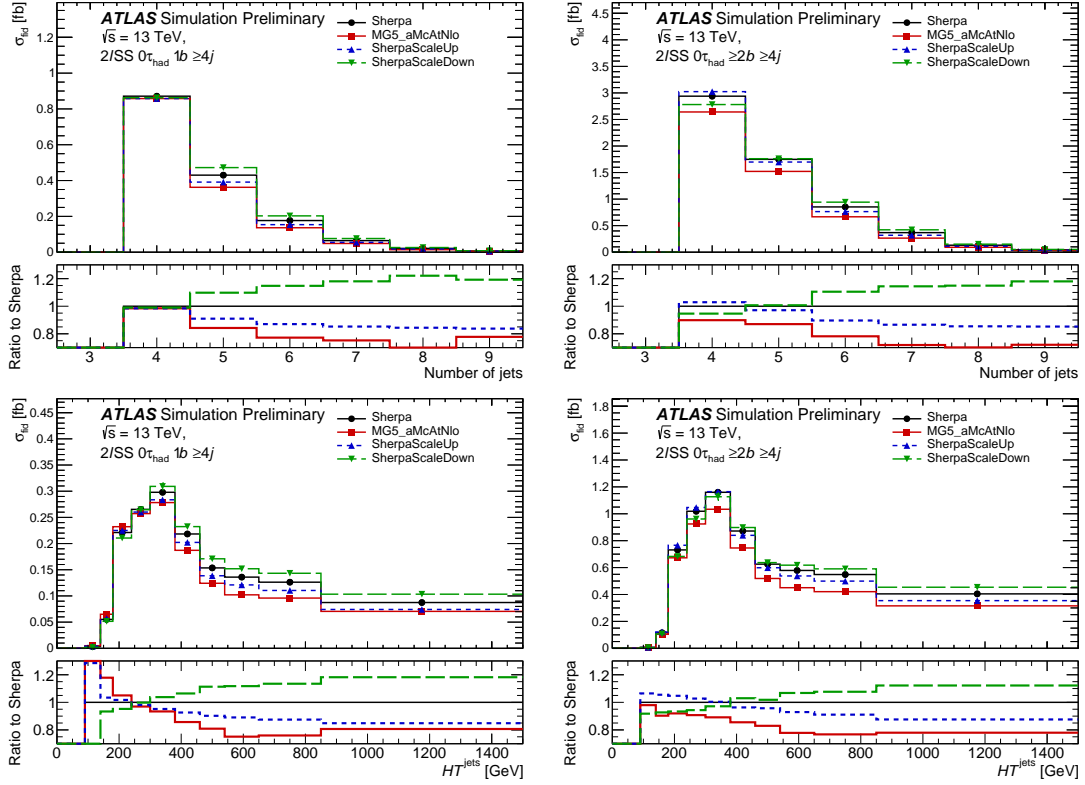 σfid [fb]
ATLAS Simulation Preliminary
√s = 13 TeV,
2lSS 0τhad 1b ≥4j
Sherpa
MG5_aMcAtNlo
SherpaScaleUp
SherpaScaleDown
1.2
1
0.8
0.6
0.4
0.2
0
Ratio to Sherpa
1.2
1.0
0.8
3 4 5 6 7 8 9
Number of jets
σfid [fb]
ATLAS Simulation Preliminary
√s = 13 TeV,
2lSS 0τhad ≥2b ≥4j
Sherpa
MG5_aMcAtNlo
SherpaScaleUp
SherpaScaleDown
4.5
4
3.5
3
2.5
2
1.5
1
0.5
0
Ratio to Sherpa
1.2
1.0
0.8
3 4 5 6 7 8 9
Number of jets
σfid [fb]
ATLAS Simulation Preliminary
√s = 13 TeV,
2lSS 0τhad 1b ≥4j
Sherpa
MG5_aMcAtNlo
SherpaScaleUp
SherpaScaleDown
0.45
0.4
0.35
0.3
0.25
0.2
0.15
0.1
0.05
0
Ratio to Sherpa
1.2
1.0
0.8
0 200 400 600 800 1000 1200 1400
HTjets [GeV]
σfid [fb]
ATLAS Simulation Preliminary
√s = 13 TeV,
2lSS 0τhad ≥2b ≥4j
Sherpa
MG5_aMcAtNlo
SherpaScaleUp
SherpaScaleDown
1.8
1.6
1.4
1.2
1
0.8
0.6
0.4
0.2
0
Ratio to Sherpa
1.2
1.0
0.8
0 200 400 600 800 1000 1200 1400
HTjets [GeV]